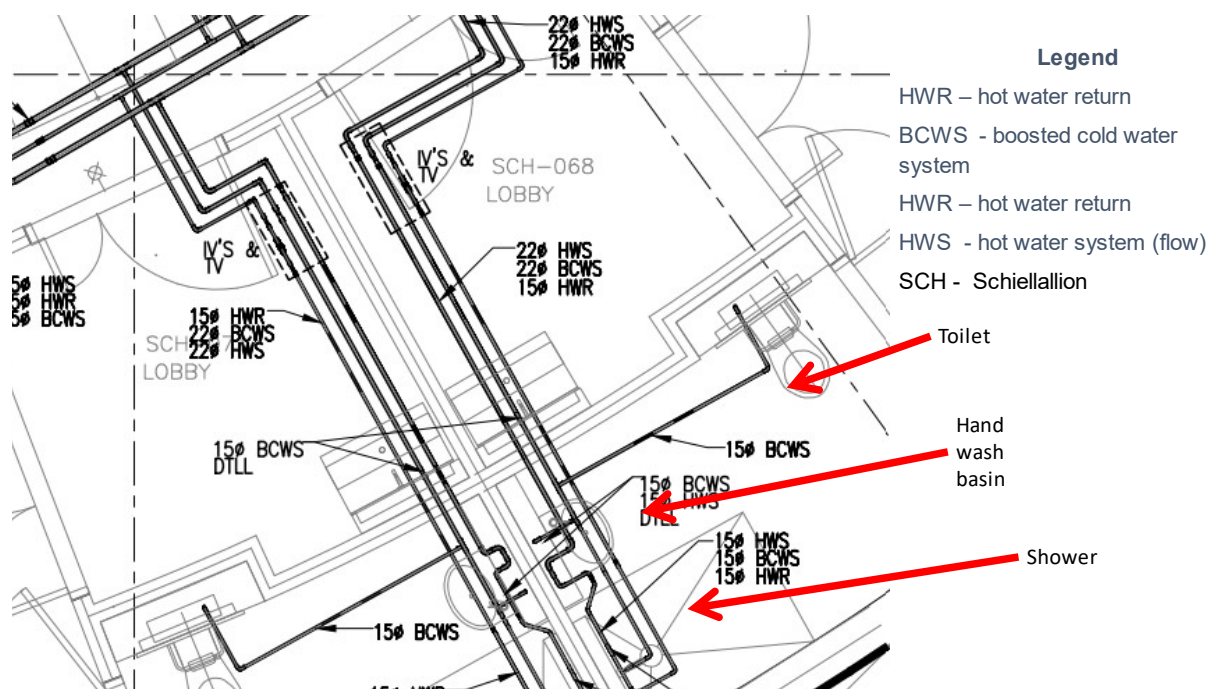 22ø HWS
22ø BCWS
15ø HWR
Legend
HWR – hot water return
BCWS - boosted cold water
system
HWR – hot water return
HWS - hot water system (flow)
SCH - Schiellallion
IV'S &
TV
SCH-068
LOBBY
IV'S &
TV
22ø HWS
22ø BCWS
15ø HWR
5ø HWS
5ø HWR
5ø BCWS
15ø HWR
22ø BCWS
22ø HWS
SCH
LOBBY
Toilet
15ø BCWS
DTLL
15ø BCWS
Hand
wash
basin
15ø BCWS
15ø HWS
DTLL
15ø HWS
15ø BCWS
15ø HWR
Shower
15ø BCWS
15ø HWR